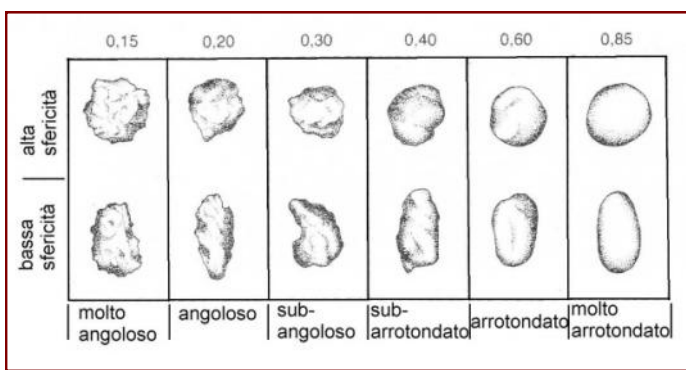 0,15 0,20 0,30 0,40 0,60 0,85
alta
sfericità
bassa
sfericità
molto
angoloso
angoloso
sub-
angoloso
sub-
arrotondato
arrotondato
molto
arrotondato